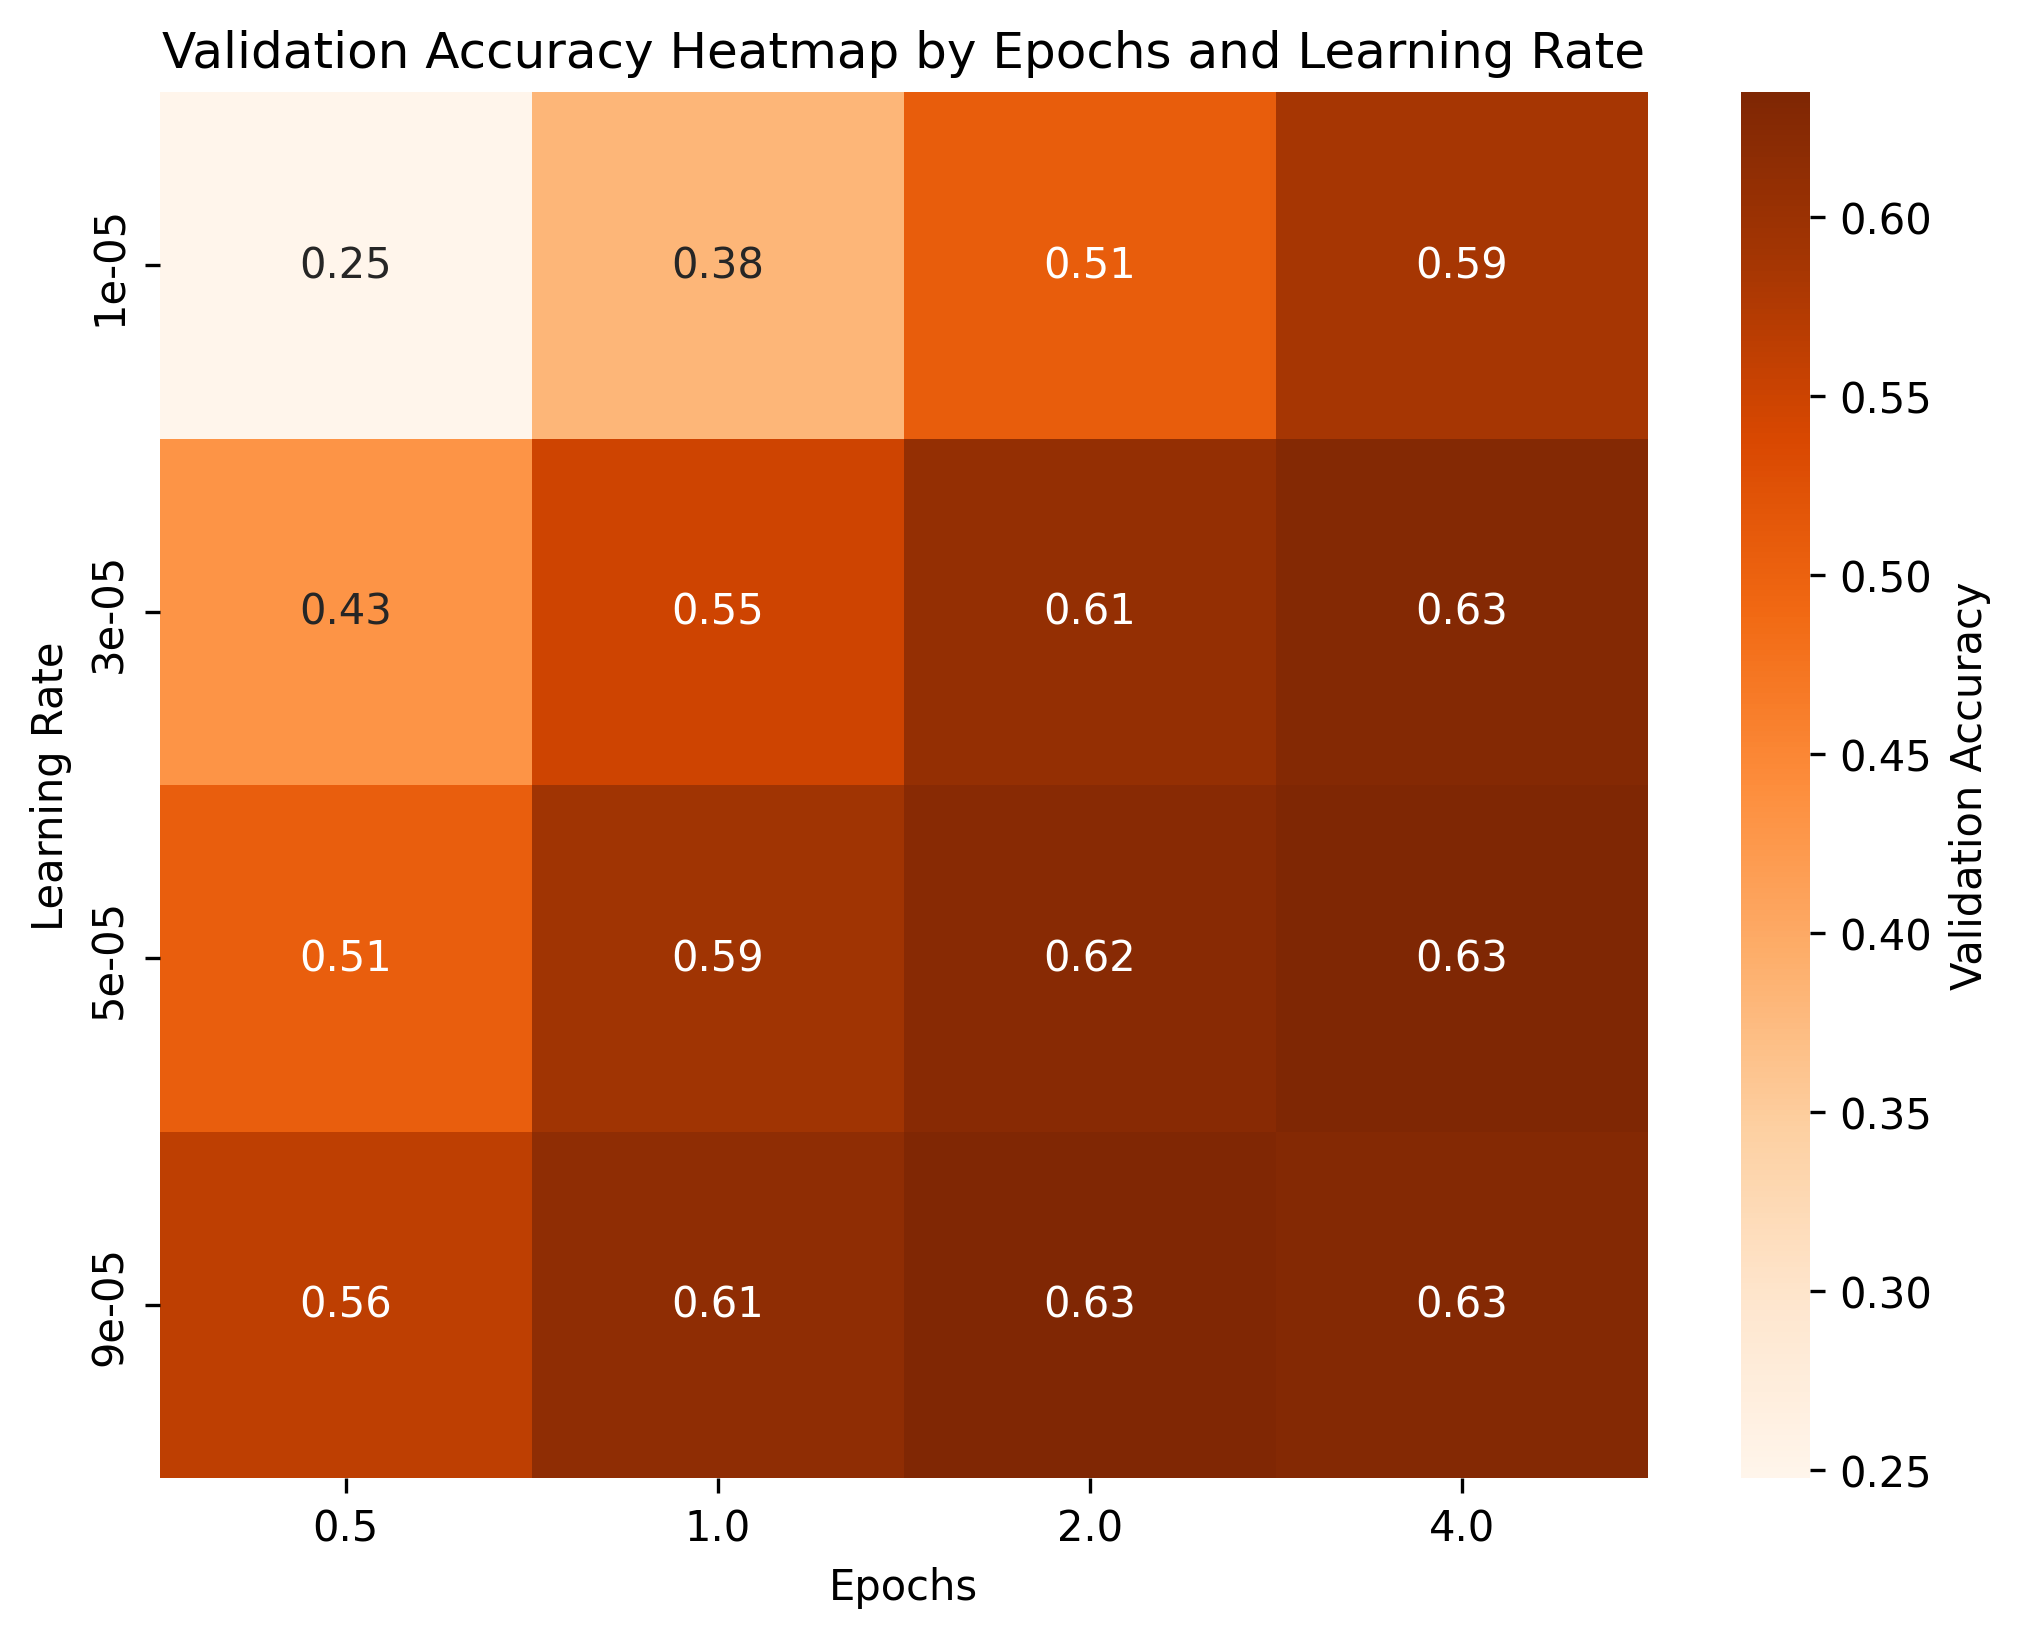 Validation Accuracy Heatmap by Epochs and Learning Rate
Learning Rate
1e-05
0.25 0.38 0.51 0.59
3e-05
0.43 0.55 0.61 0.63
5e-05
0.51 0.59 0.62 0.63
9e-05
0.56 0.61 0.63 0.63
0.5 1.0 2.0 4.0
Epochs
0.60
0.55
0.50
0.45
0.40
0.35
0.30
0.25
Validation Accuracy